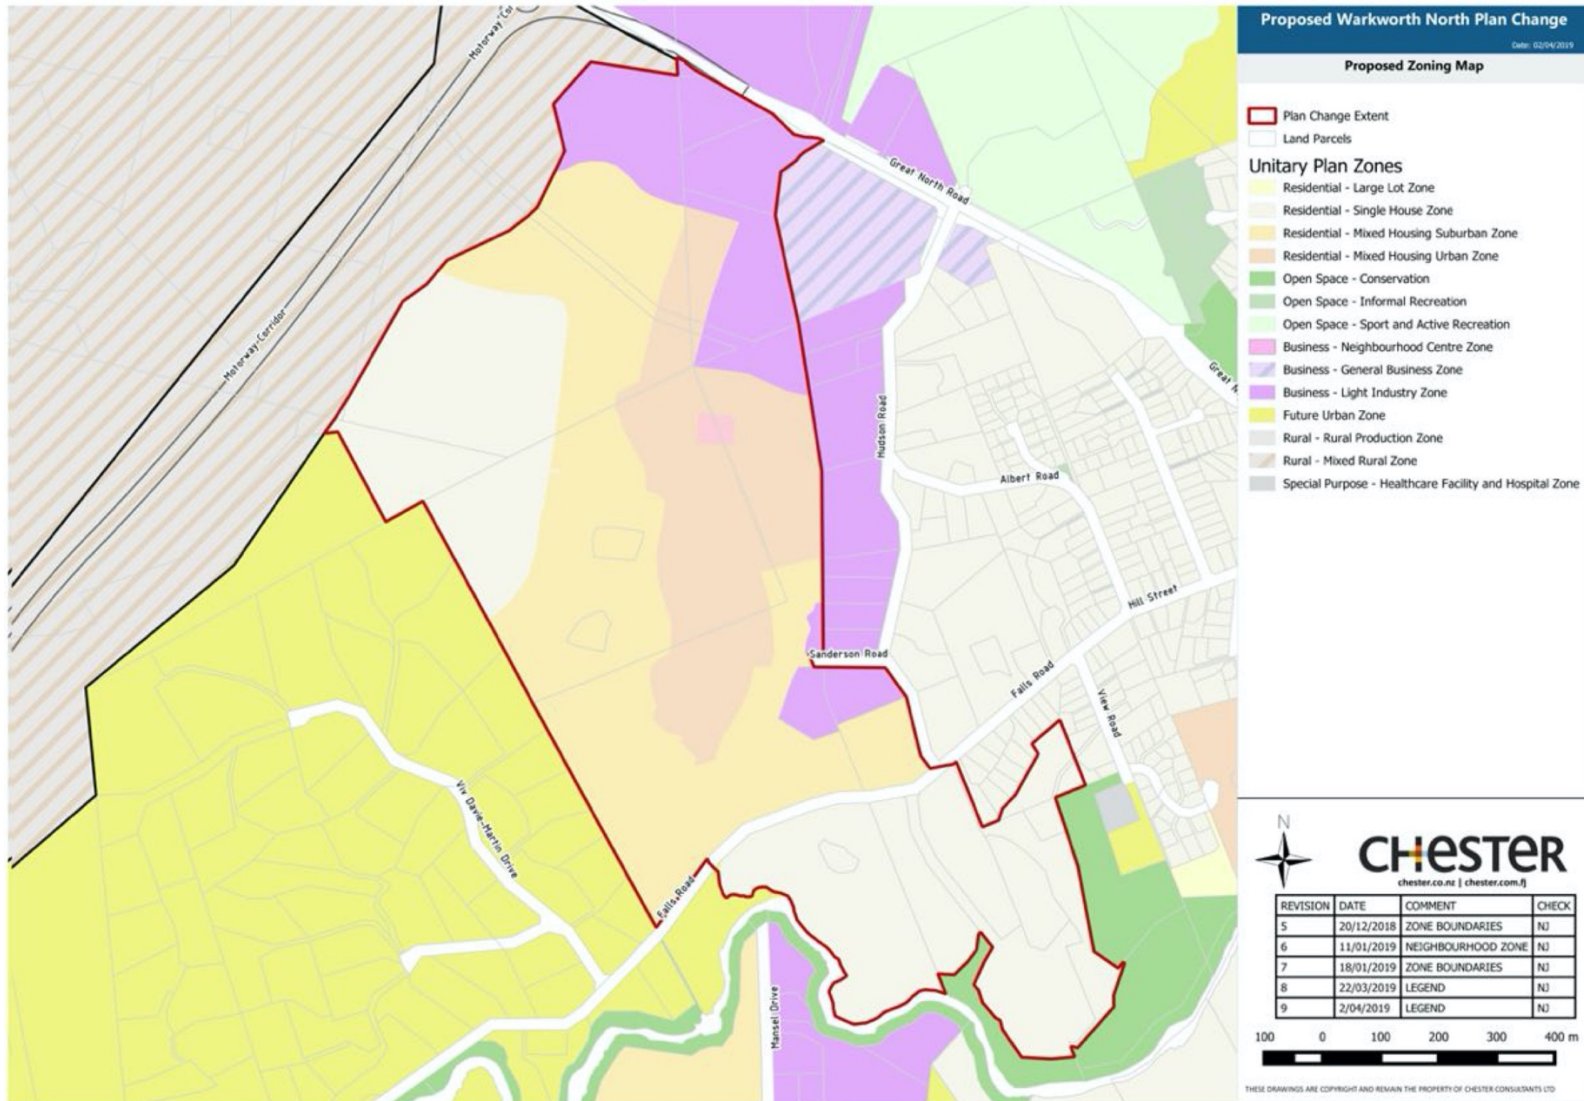 Proposed Warkworth North Plan Change
Date: 02/04/2019
Proposed Zoning Map
Plan Change Extent
Land Parcels
Unitary Plan Zones
Residential - Large Lot Zone
Residential - Single House Zone
Residential - Mixed Housing Suburban Zone
Residential - Mixed Housing Urban Zone
Open Space - Conservation
Open Space - Informal Recreation
Open Space - Sport and Active Recreation
Business - Neighbourhood Centre Zone
Business - General Business Zone
Business - Light Industry Zone
Future Urban Zone
Rural - Rural Production Zone
Rural - Mixed Rural Zone
Special Purpose - Healthcare Facility and Hospital Zone
Motorway-Cor
Motorway-Corridor
Great North Road
Great N
Hudson Road
Albert Road
Hill Street
Sanderson Road
Falls Road
View Road
Viv Davie-Martin Drive
Falls Road
Mansel Drive
N
CHESTER
chester.co.nz | chester.com.fj
REVISION DATE COMMENT CHECK
5 20/12/2018 ZONE BOUNDARIES NJ
6 11/01/2019 NEIGHBOURHOOD ZONE NJ
7 18/01/2019 ZONE BOUNDARIES NJ
8 22/03/2019 LEGEND NJ
9 2/04/2019 LEGEND NJ
100 0 100 200 300 400 m
THESE DRAWINGS ARE COPYRIGHT AND REMAIN THE PROPERTY OF CHESTER CONSULTANTS LTD